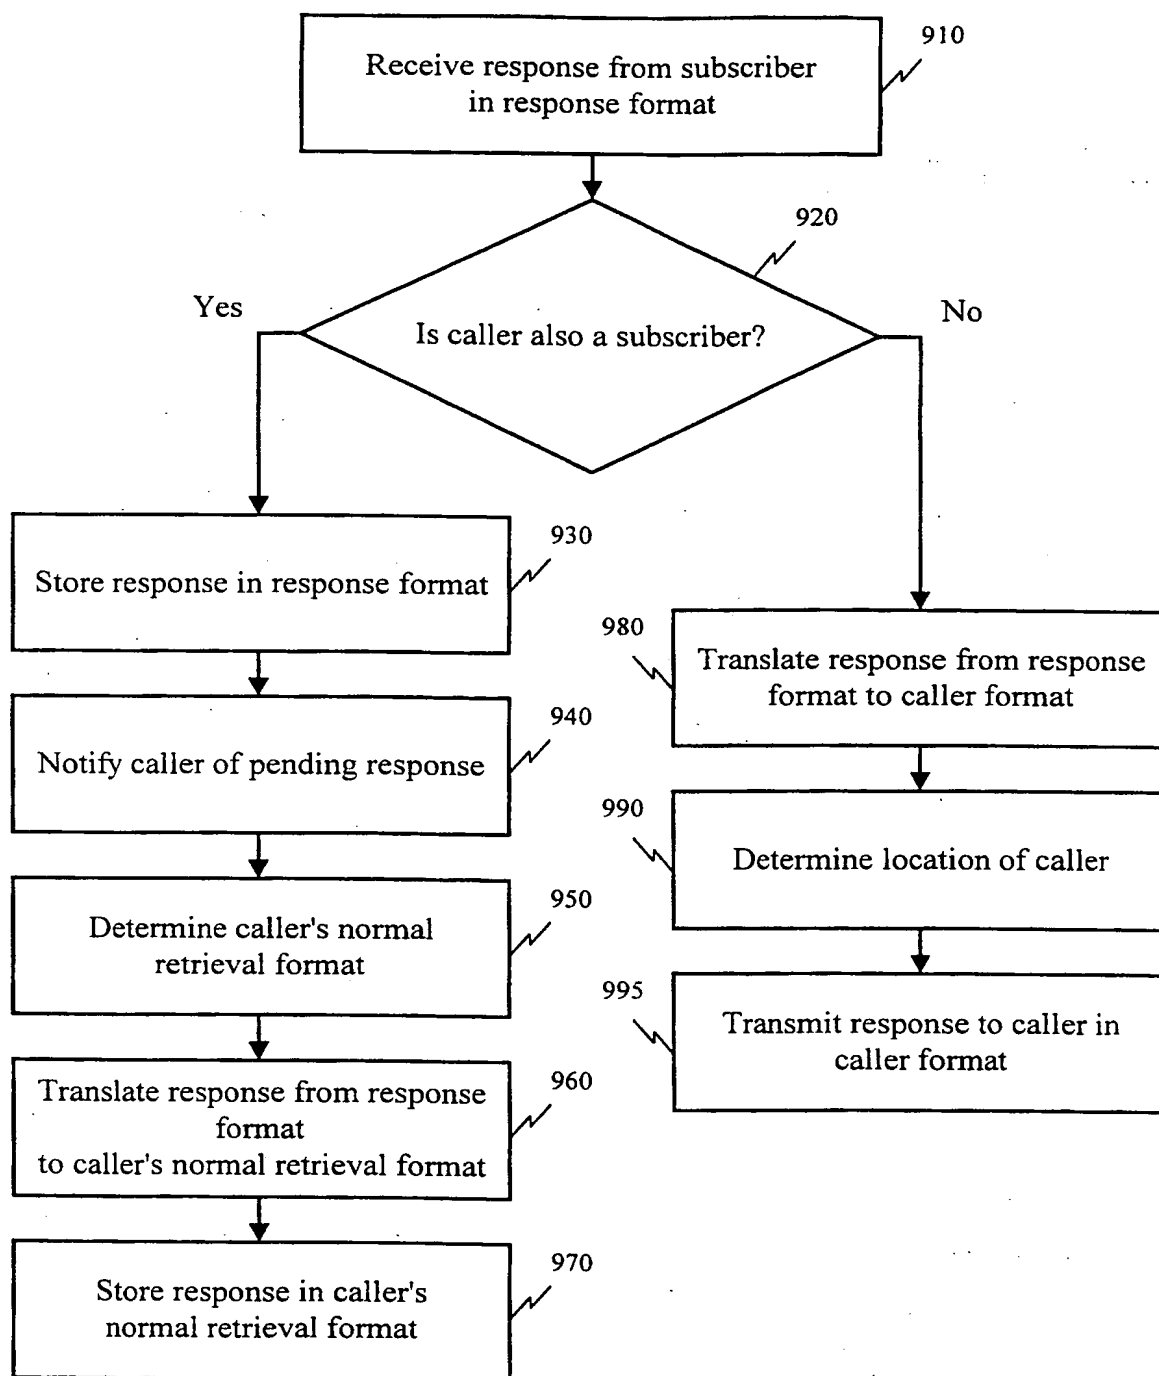 910
Receive response from subscriber
in response format
920
Yes
No
Is caller also a subscriber?
930
Store response in response format
940
Notify caller of pending response
950
Determine caller's normal
retrieval format
960
Translate response from response
format
to caller's normal retrieval format
970
Store response in caller's
normal retrieval format
980
Translate response from response
format to caller format
990
Determine location of caller
995
Transmit response to caller in
caller format